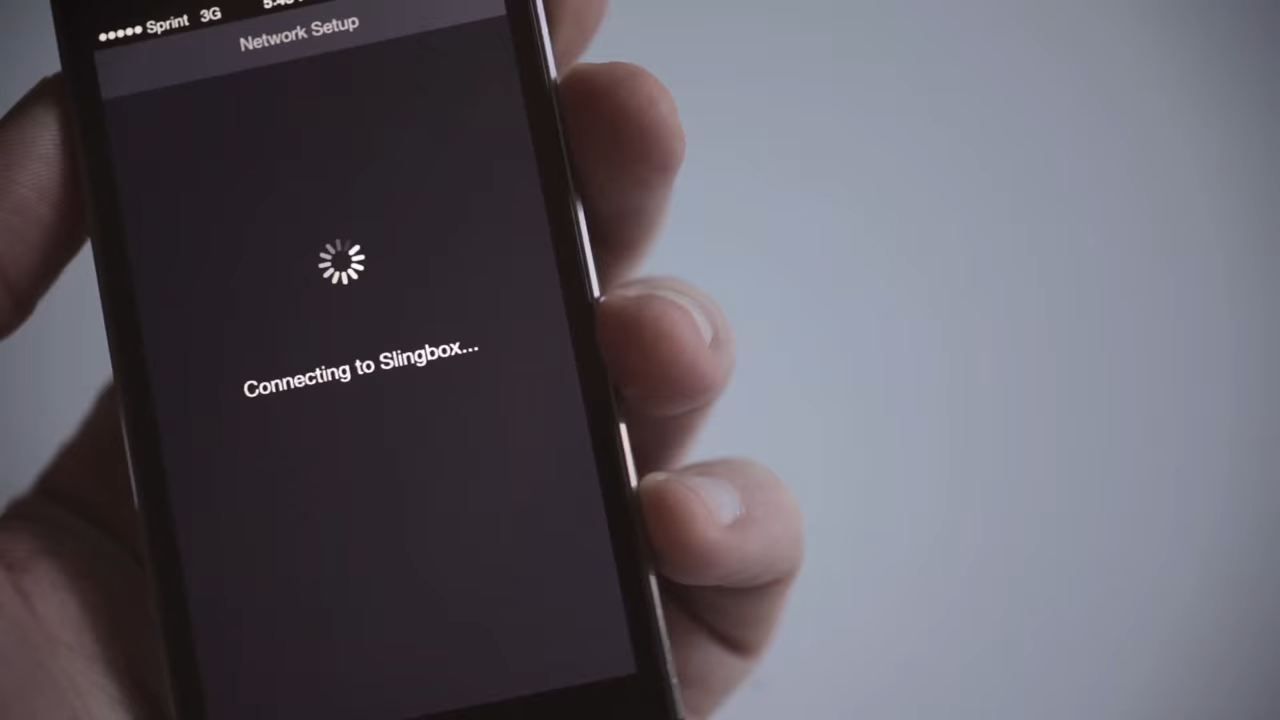 ●●●●● Sprint 3G
Network Setup
Connecting to Slingbox...